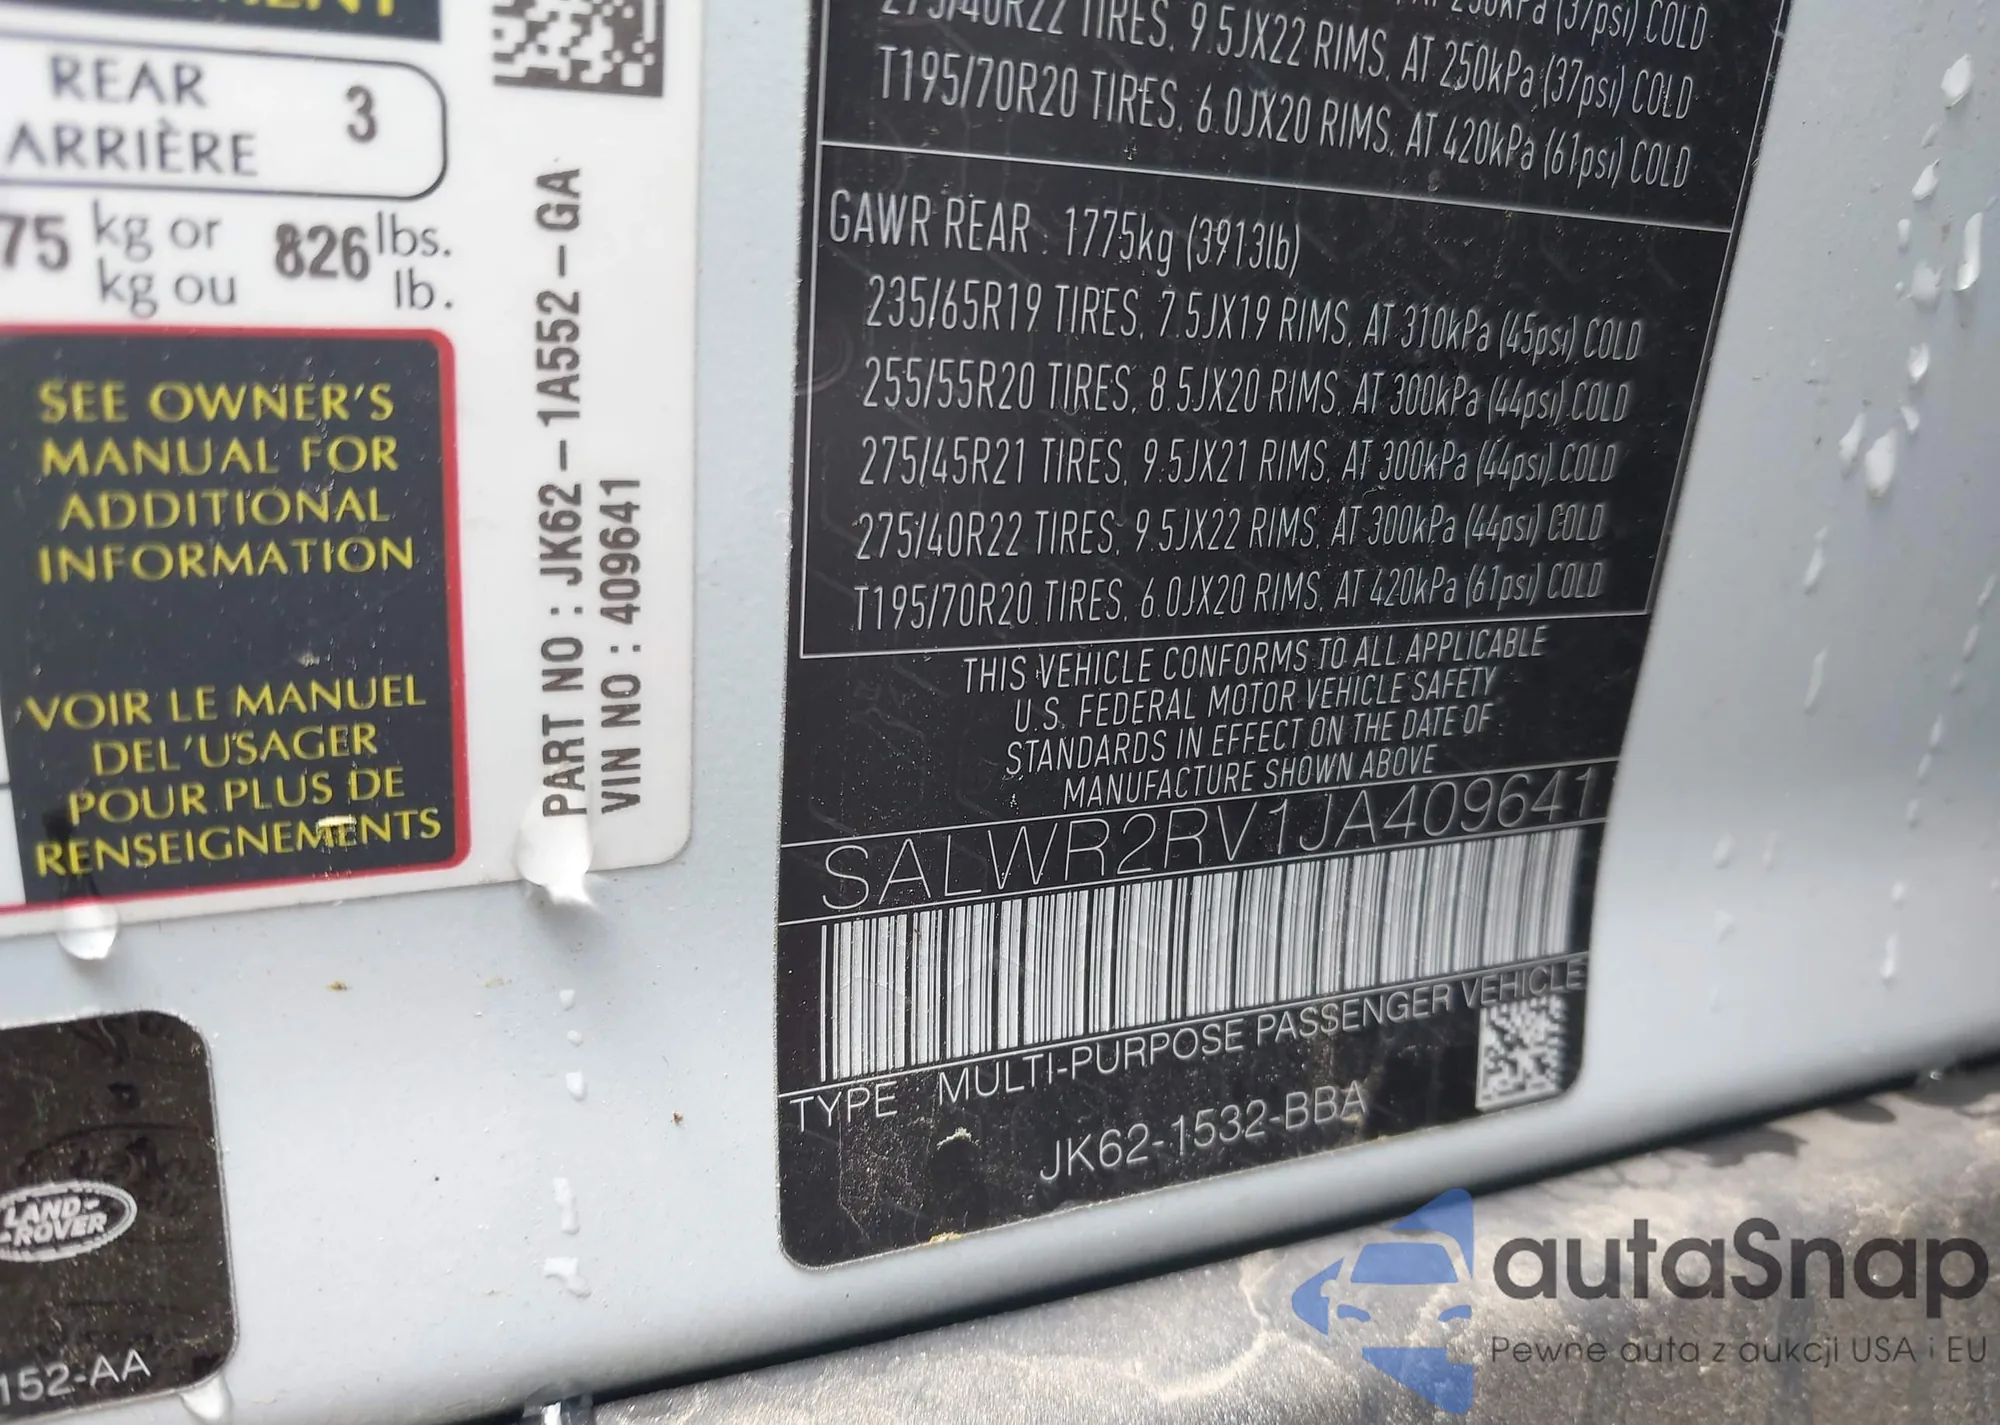 REAR
ARRIÈRE
3
75 kg or 826 lbs.
kg ou lb.
SEE OWNER'S
MANUAL FOR
ADDITIONAL
INFORMATION
VOIR LE MANUEL
DEL'USAGER
POUR PLUS DE
RENSEIGNEMENTS
PART NO : JK62-1A552-GA
VIN NO : 409641
LAND-
-ROVER
152-AA
250kPa (37psi) COLD
275/40R22 TIRES, 9.5JX22 RIMS, AT 250kPa (37psi) COLD
T195/70R20 TIRES, 6.0JX20 RIMS, AT 420kPa (61psi) COLD
GAWR REAR : 1775kg (3913lb)
235/65R19 TIRES, 7.5JX19 RIMS, AT 310kPa (45psi) COLD
255/55R20 TIRES, 8.5JX20 RIMS, AT 300kPa (44psi) COLD
275/45R21 TIRES, 9.5JX21 RIMS, AT 300kPa (44psi) COLD
275/40R22 TIRES, 9.5JX22 RIMS, AT 300kPa (44psi) COLD
T195/70R20 TIRES, 6.0JX20 RIMS, AT 420kPa (61psi) COLD
THIS VEHICLE CONFORMS TO ALL APPLICABLE
U.S. FEDERAL MOTOR VEHICLE SAFETY
STANDARDS IN EFFECT ON THE DATE OF
MANUFACTURE SHOWN ABOVE
SALWR2RV1JA409641
TYPE MULTI-PURPOSE PASSENGER VEHICLE
JK62-1532-BBA
autaSnap
Pewne auta z aukcji USA i EU